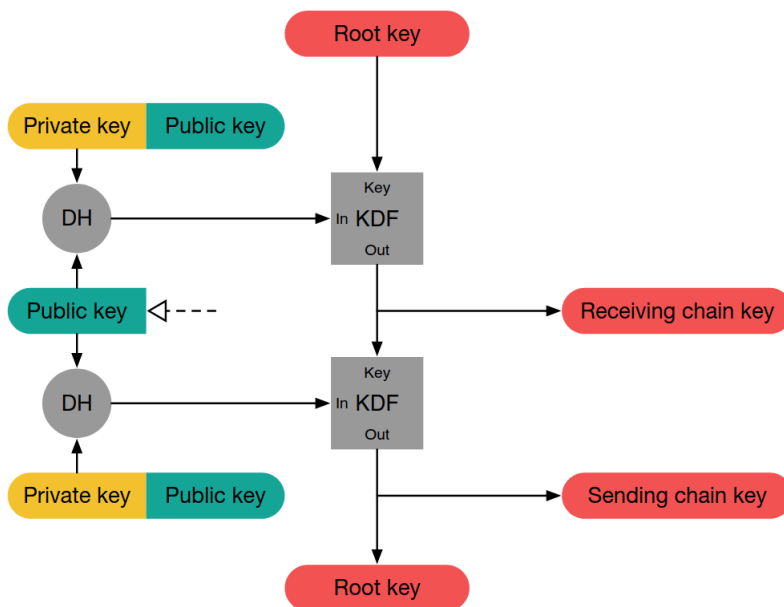 Root key
Private key Public key
Key
DH
In KDF
Out
Public key
Receiving chain key
Key
DH
In KDF
Out
Private key Public key
Sending chain key
Root key